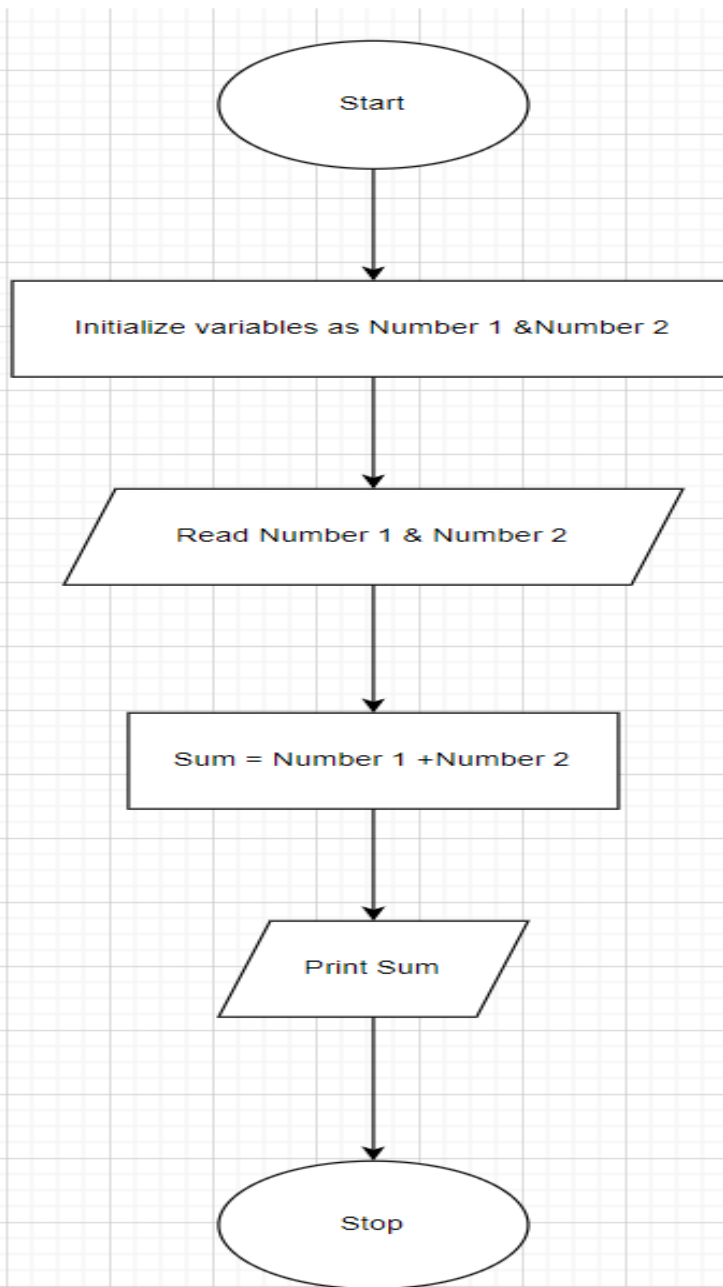 Start
Initialize variables as Number 1 &Number 2
Read Number 1 & Number 2
Sum = Number 1 +Number 2
Print Sum
Stop